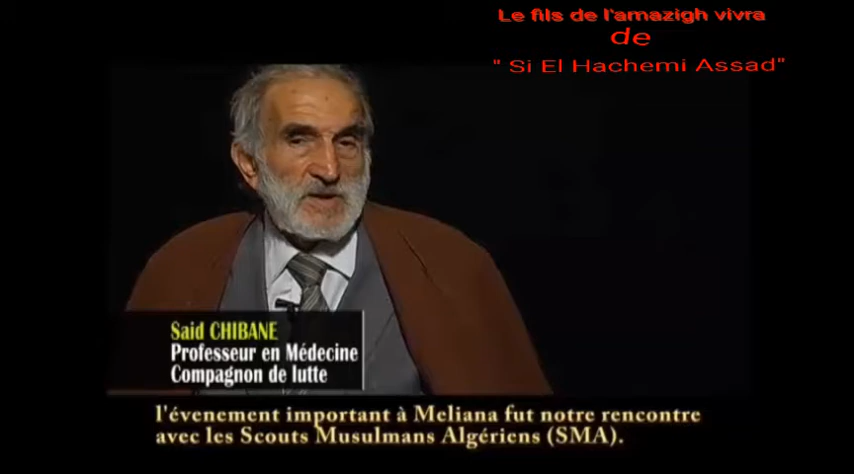 Le fils de l'amazigh vivra
de
" Si El Hachemi Assad"
Said CHIBANE
Professeur en Médecine
Compagnon de lutte
l'évenement important à Meliana fut notre rencontre
avec les Scouts Musulmans Algériens (SMA).